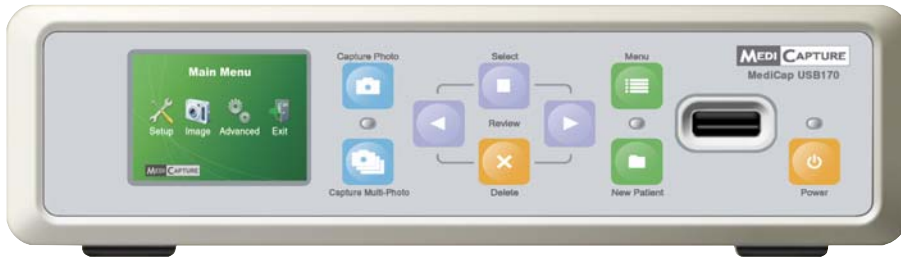 Main Menu
Setup Image Advanced Exit
MEDI CAPTURE
Capture Photo
Capture Multi-Photo
Select
Review
Delete
Menu
New Patient
MEDI CAPTURE
MediCap USB170
Power